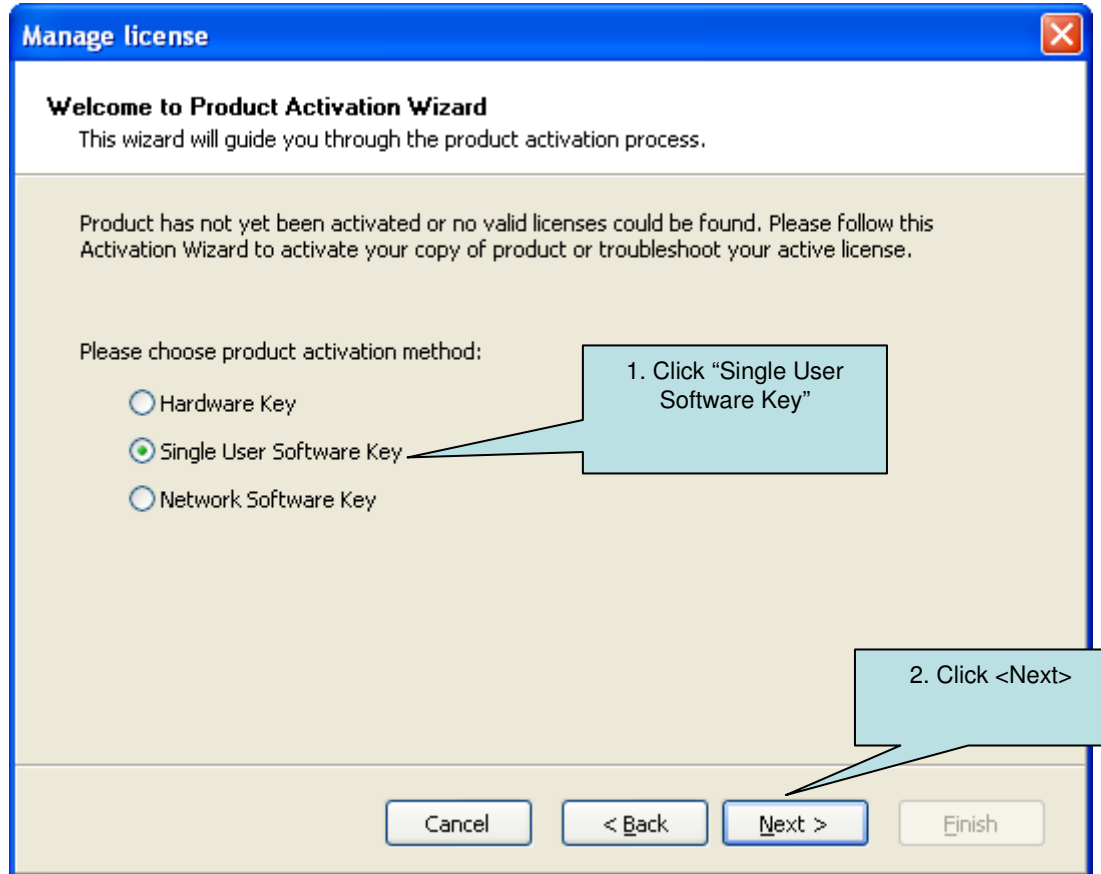 Manage license
Welcome to Product Activation Wizard
This wizard will guide you through the product activation process.
Product has not yet been activated or no valid licenses could be found. Please follow this
Activation Wizard to activate your copy of product or troubleshoot your active license.
Please choose product activation method:
Hardware Key
Single User Software Key
Network Software Key
1. Click “Single User
Software Key”
2. Click <Next>
Cancel
< Back
Next >
Finish